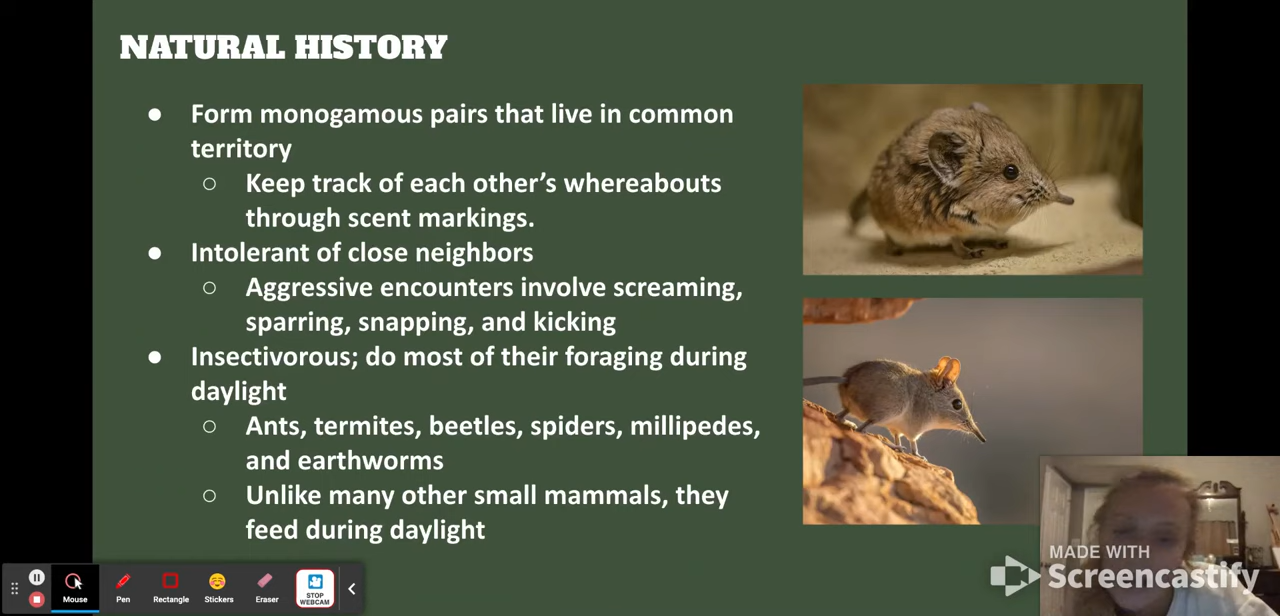 NATURAL HISTORY
● Form monogamous pairs that live in common
territory
○ Keep track of each other’s whereabouts
through scent markings.
● Intolerant of close neighbors
○ Aggressive encounters involve screaming,
sparring, snapping, and kicking
● Insectivorous; do most of their foraging during
daylight
○ Ants, termites, beetles, spiders, millipedes,
and earthworms
○ Unlike many other small mammals, they
feed during daylight
MADE WITH
Screencastify
Mouse
Pen
Rectangle
Stickers
Eraser
STOP
WEBCAM